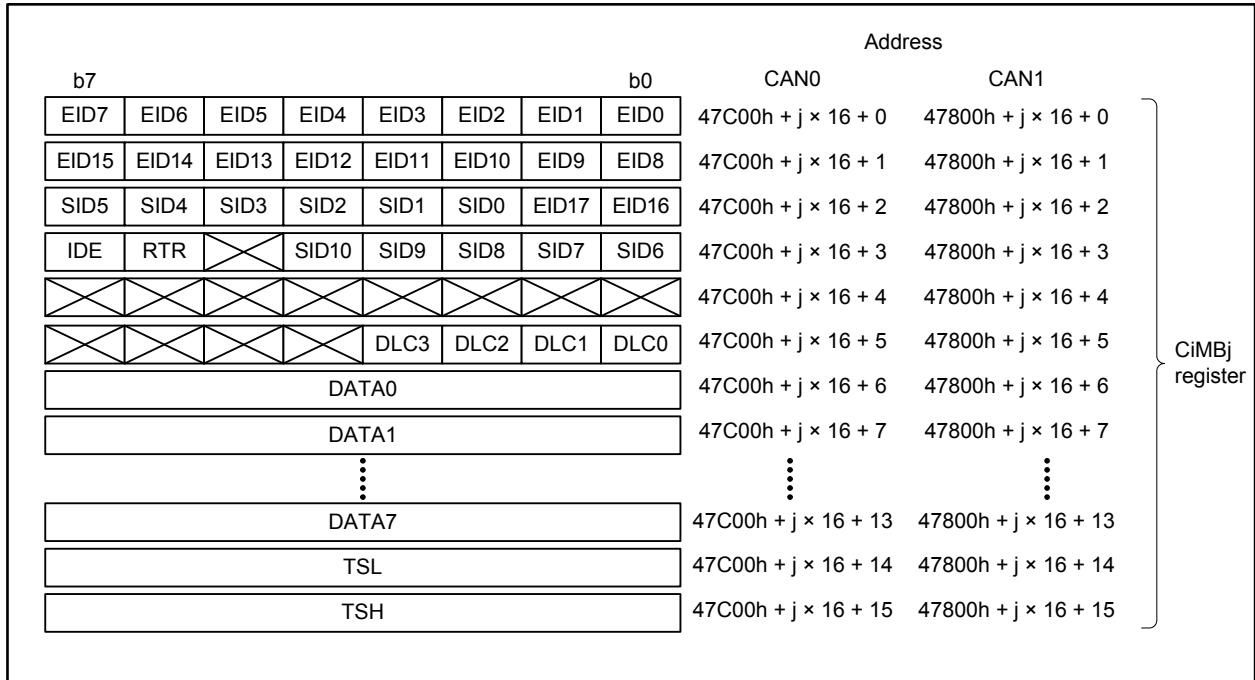 Address
b7 b0 CAN0 CAN1
EID7 EID6 EID5 EID4 EID3 EID2 EID1 EID0 47C00h + j × 16 + 0 47800h + j × 16 + 0
EID15 EID14 EID13 EID12 EID11 EID10 EID9 EID8 47C00h + j × 16 + 1 47800h + j × 16 + 1
SID5 SID4 SID3 SID2 SID1 SID0 EID17 EID16 47C00h + j × 16 + 2 47800h + j × 16 + 2
IDE RTR SID10 SID9 SID8 SID7 SID6 47C00h + j × 16 + 3 47800h + j × 16 + 3
47C00h + j × 16 + 4 47800h + j × 16 + 4
DLC3 DLC2 DLC1 DLC0 47C00h + j × 16 + 5 47800h + j × 16 + 5
CiMBj
register
DATA0 47C00h + j × 16 + 6 47800h + j × 16 + 6
DATA1 47C00h + j × 16 + 7 47800h + j × 16 + 7
DATA7 47C00h + j × 16 + 13 47800h + j × 16 + 13
TSL 47C00h + j × 16 + 14 47800h + j × 16 + 14
TSH 47C00h + j × 16 + 15 47800h + j × 16 + 15